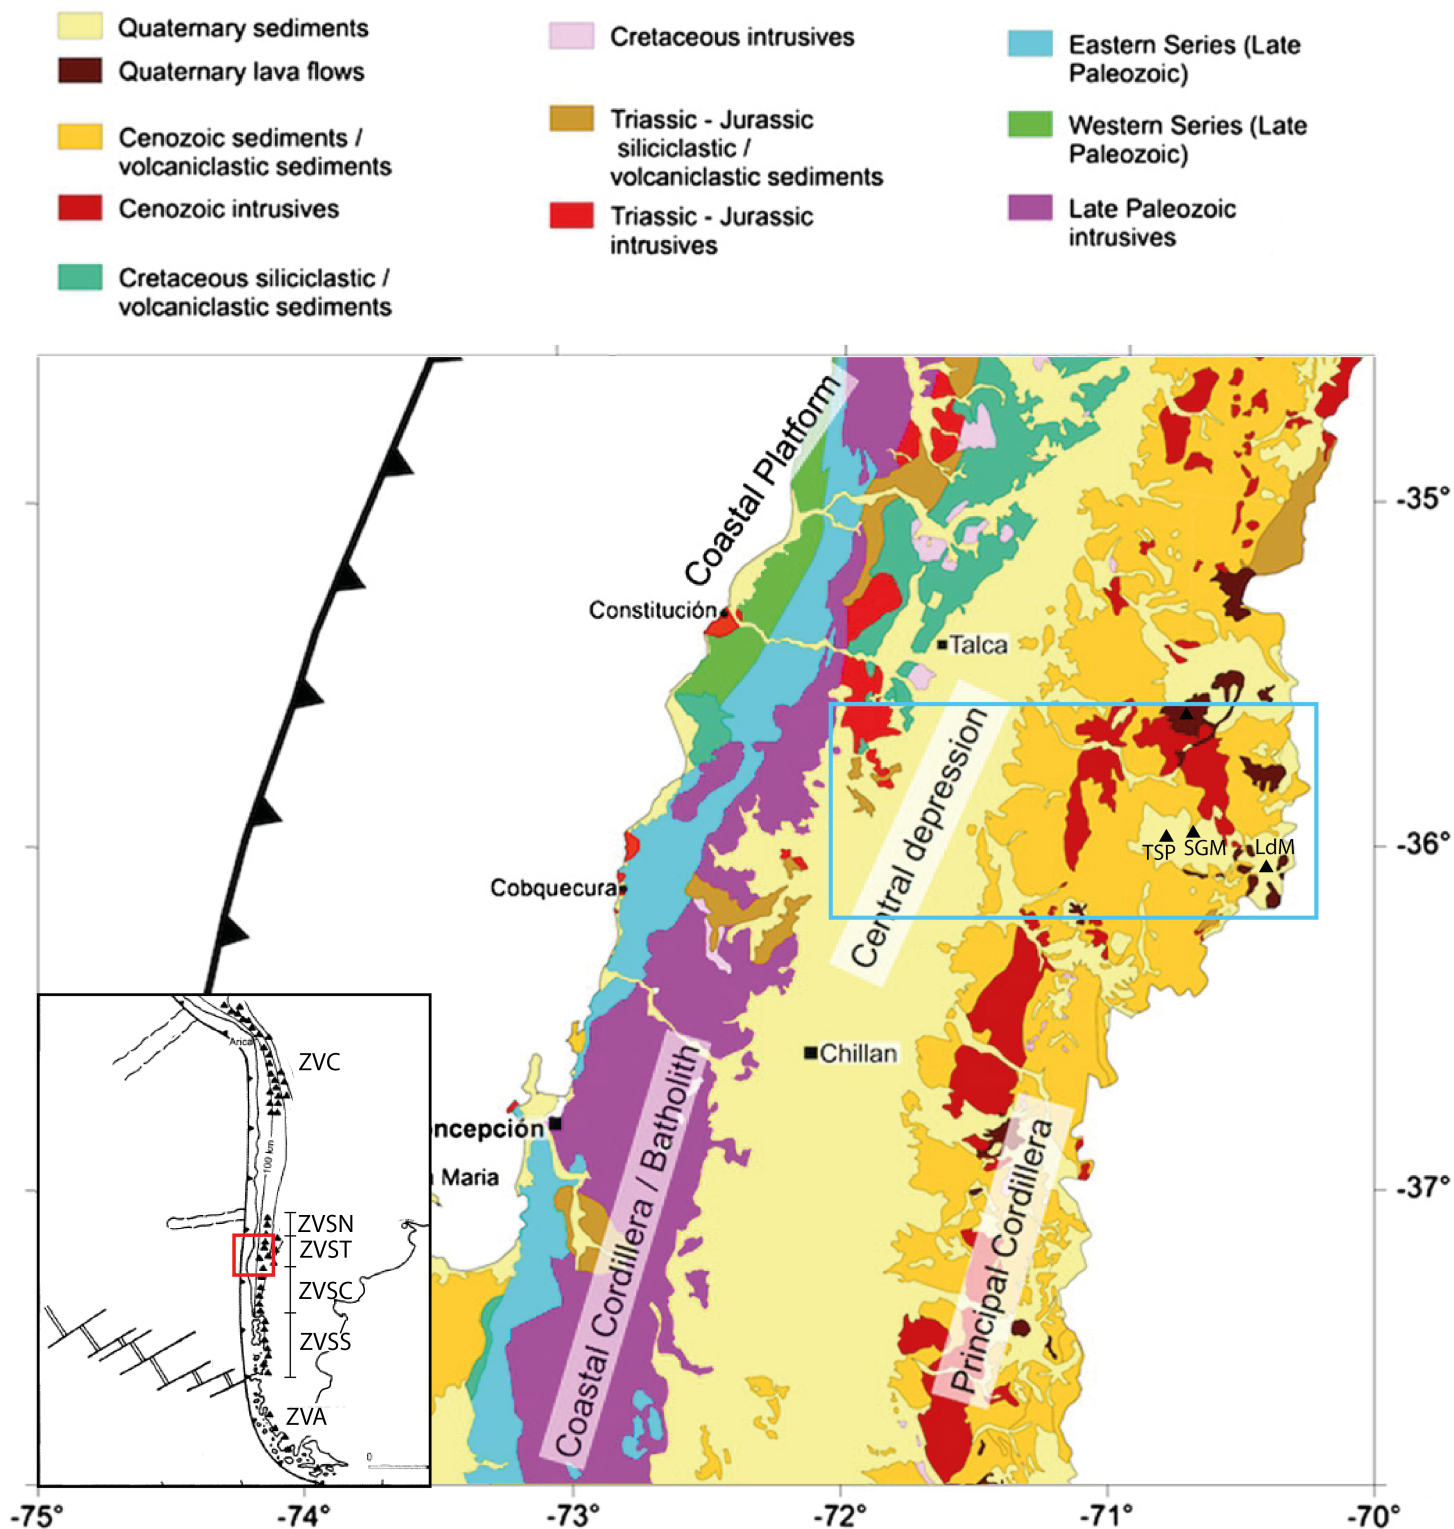 Quaternary sediments
Quaternary lava flows
Cenozoic sediments /
volcaniclastic sediments
Cenozoic intrusives
Cretaceous siliciclastic /
volcaniclastic sediments
Cretaceous intrusives
Triassic - Jurassic
siliciclastic /
volcaniclastic sediments
Triassic - Jurassic
intrusives
Eastern Series (Late
Paleozoic)
Western Series (Late
Paleozoic)
Late Paleozoic
intrusives
Coastal Platform
-35°
Constitución
Talca
Central depression
TSP
SGM
LdM
-36°
Cobquecura
Chillan
Coastal Cordillera / Batholith
Principal Cordillera
ncepción
Maria
-37°
Arica
ZVC
100 km
ZVSN
ZVST
ZVSC
ZVSS
ZVA
0
-75°
-74°
-73°
-72°
-71°
-70°